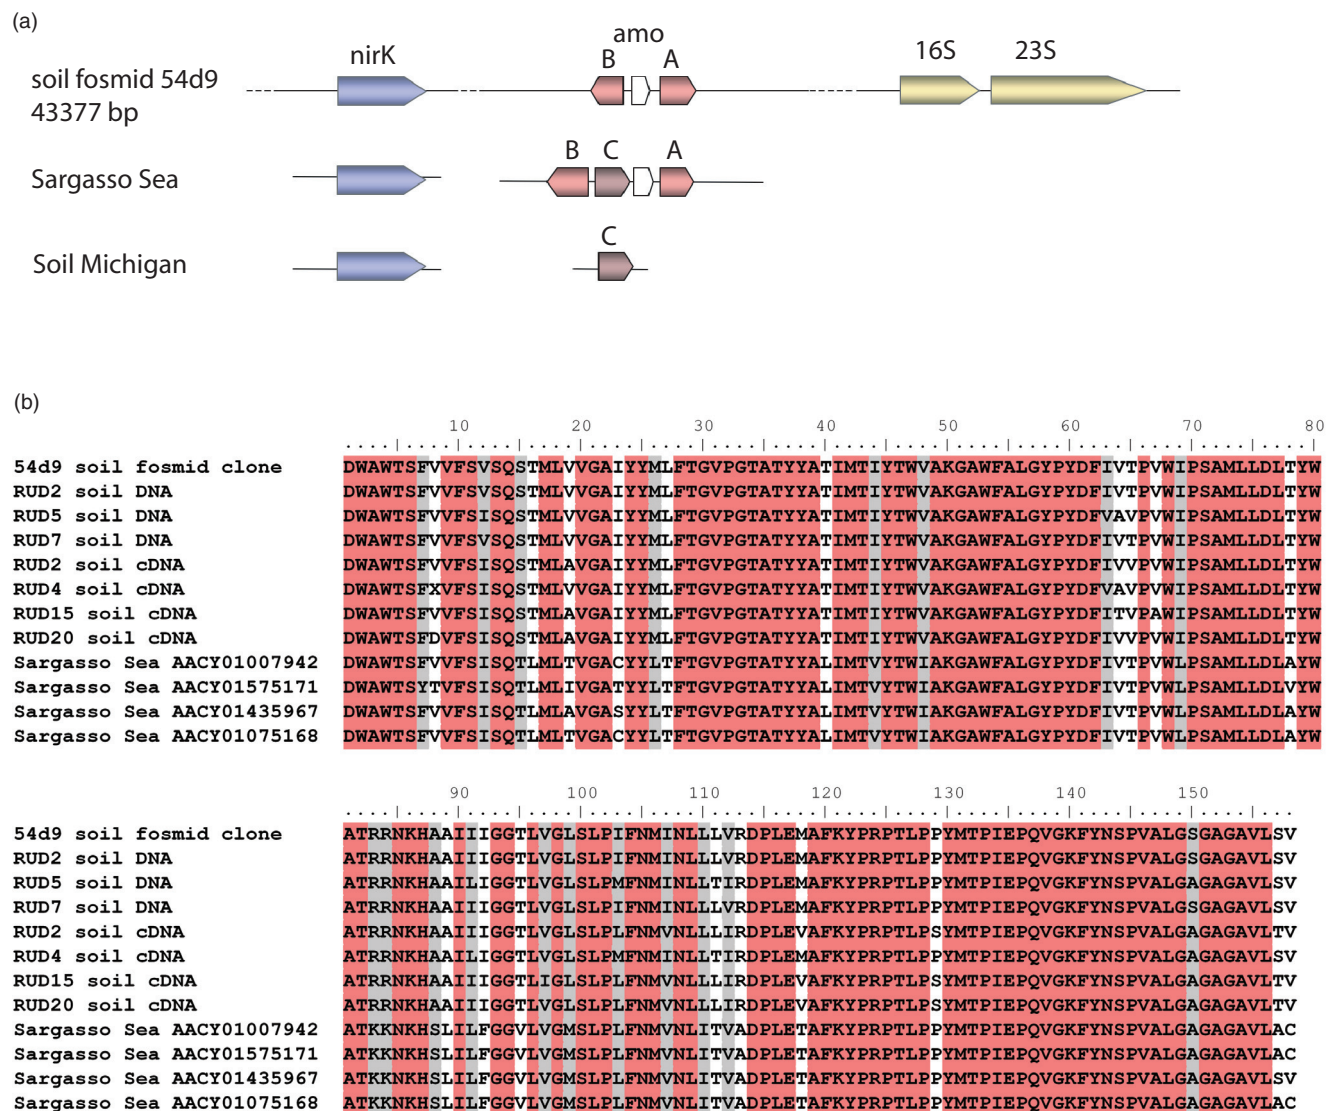 (a)
amo
nirK B A 16S 23S
soil fosmid 54d9
43377 bp
B C A
Sargasso Sea
C
Soil Michigan
(b)
10 20 30 40 50 60 70 80
54d9 soil fosmid clone DWAWTSFVVFSVSQSTMLVVGAIYYMLFTGVPGTATYYATIMTIYTWVAKGAWFALGYPYDFIVTPVWIPSAMLLDLTYW
RUD2 soil DNA DWAWTSFVVFSVSQSTMLVVGAIYYMLFTGVPGTATYYATIMTIYTWVAKGAWFALGYPYDFIVTPVWIPSAMLLDLTYW
RUD5 soil DNA DWAWTSFVVFSISQSTMLVVGAIYYMLFTGVPGTATYYATIMTIYTWVAKGAWFALGYPYDFVAVPVWIPSAMLLDLTYW
RUD7 soil DNA DWAWTSFVVFSVSQSTMLVVGAIYYMLFTGVPGTATYYATIMTIYTWVAKGAWFALGYPYDFIVTPVWIPSAMLLDLTYW
RUD2 soil cDNA DWAWTSFVVFSISQSTMLAVGAIYYMLFTGVPGTATYYATIMTIYTWVAKGAWFALGYPYDFIVVPVWIPSAMLLDLTYW
RUD4 soil cDNA DWAWTSFXVFSISQSTMLVVGAIYYMLFTGVPGTATYYATIMTIYTWVAKGAWFALGYPYDFVAVPVWIPSAMLLDLTYW
RUD15 soil cDNA DWAWTSFVVFSISQSTMLAVGAIYYMLFTGVPGTATYYATIMTIYTWVAKGAWFALGYPYDFITVPAWIPSAMLLDLTYW
RUD20 soil cDNA DWAWTSFDVFSISQSTMLAVGAIYYMLFTGVPGTATYYATIMTIYTWVAKGAWFALGYPYDFIVVPVWIPSAMLLDLTYW
Sargasso Sea AACY01007942 DWAWTSFVVFSISQTLMLTVGACYYLTFTGVPGTATYYALIMTVYTWIAKGAWFALGYPYDFIVTPVWLPSAMLLDLAYW
Sargasso Sea AACY01575171 DWAWTSYTVFSISQTLMLIVGATYYLTFTGVPGTATYYALIMTVYTWIAKGAWFALGYPYDFIVTPVWLPSAMLLDLVYW
Sargasso Sea AACY01435967 DWAWTSFVVFSISQTLMLAVGASYYLTFTGVPGTATYYALIMTVYTWIAKGAWFALGYPYDFIVTPVWLPSAMLLDLAYW
Sargasso Sea AACY01075168 DWAWTSFVVFSISQTLMLTVGACYYLTFTGVPGTATYYALIMTVYTWIAKGAWFALGYPYDFIVTPVWLPSAMLLDLAYW
90 100 110 120 130 140 150
54d9 soil fosmid clone ATRRNKHAAIIIGGTLVGLSLPIFNMINLLLVRDPLEMAFKYPRPTLPPYMTPIEPQVGKFYNSPVALGSGAGAVLSV
RUD2 soil DNA ATRRNKHAAIIIGGTLVGLSLPIFNMINLLLVRDPLEMAFKYPRPTLPPYMTPIEPQVGKFYNSPVALGSGAGAVLSV
RUD5 soil DNA ATRRNKHAAILIGGTLVGLSLPMFNMINLLTIRDPLEMAFKYPRPTLPPYMTPIEPQVGKFYNSPVALGAGAGAVLSV
RUD7 soil DNA ATRRNKHAAIIIGGTLVGLSLPIFNMINLLLVRDPLEMAFKYPRPTLPPYMTPIEPQVGKFYNSPVALGAGAGAVLSV
RUD2 soil cDNA ATRRNKHAAIIIGGTLVGLSLPIFNMINLLLIRDPLEVAFKYPRPTLPSYMTPIEPQVGKFYNSPVALGAGAGAVLTV
RUD4 soil cDNA ATRRNKHAAILIGGTLVGLSLPMFNMINLLTIRDPLEMAFKYPRPTLPPYMTPIEPQVGKFYNSPVALGAGAGAVLSV
RUD15 soil cDNA ATRRNKHAAIIIGGTLIGLSLPIFNMVNLLLIRDPLEVAFKYPRPTLPSYMTPIEPQVGKFYNSPVALGAGAGAVLTV
RUD20 soil cDNA ATRRNKHAAIIIGGTLVGLSLPIFNMVNLLLIRDPLEVAFKYPRPTLPSYMTPIEPQVGKFYNSPVALGAGAGAVLTV
Sargasso Sea AACY01007942 ATKKNKHSLILFGGVLVGMSLPLFNMVNLITVADPLETAFKYPRPTLPPYMTPIEPQVGKFYNSPVALGAGAGAVLAC
Sargasso Sea AACY01575171 ATKKNKHSLILFGGVLVGMSLPLFNMVNLITVADPLETAFKYPRPTLPPYMTPIEPQVGKFYNSPVALGAGAGAVLAC
Sargasso Sea AACY01435967 ATKKNKHSLILFGGVLVGMSLPLFNMVNLITVADPLETAFKYPRPTLPPYMTPIEPQVGKFYNSPVALGAGAGAVLSV
Sargasso Sea AACY01075168 ATKKNKHSLILFGGVLVGMSLPLFNMVNLITVADPLETAFKYPRPTLPPYMTPIEPQVGKFYNSPVALGAGAGAVLAC